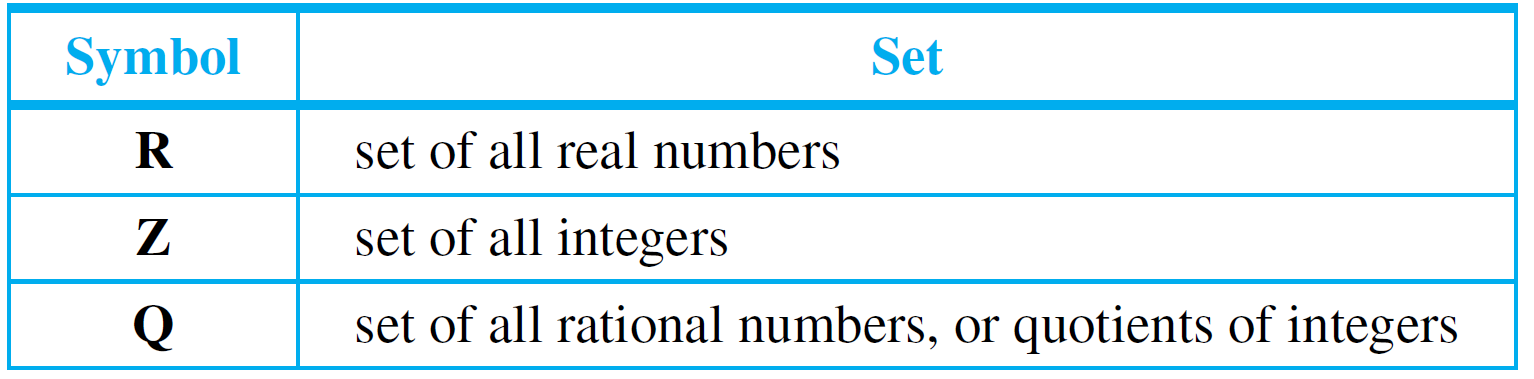 Symbol Set
R set of all real numbers
Z set of all integers
Q set of all rational numbers, or quotients of integers